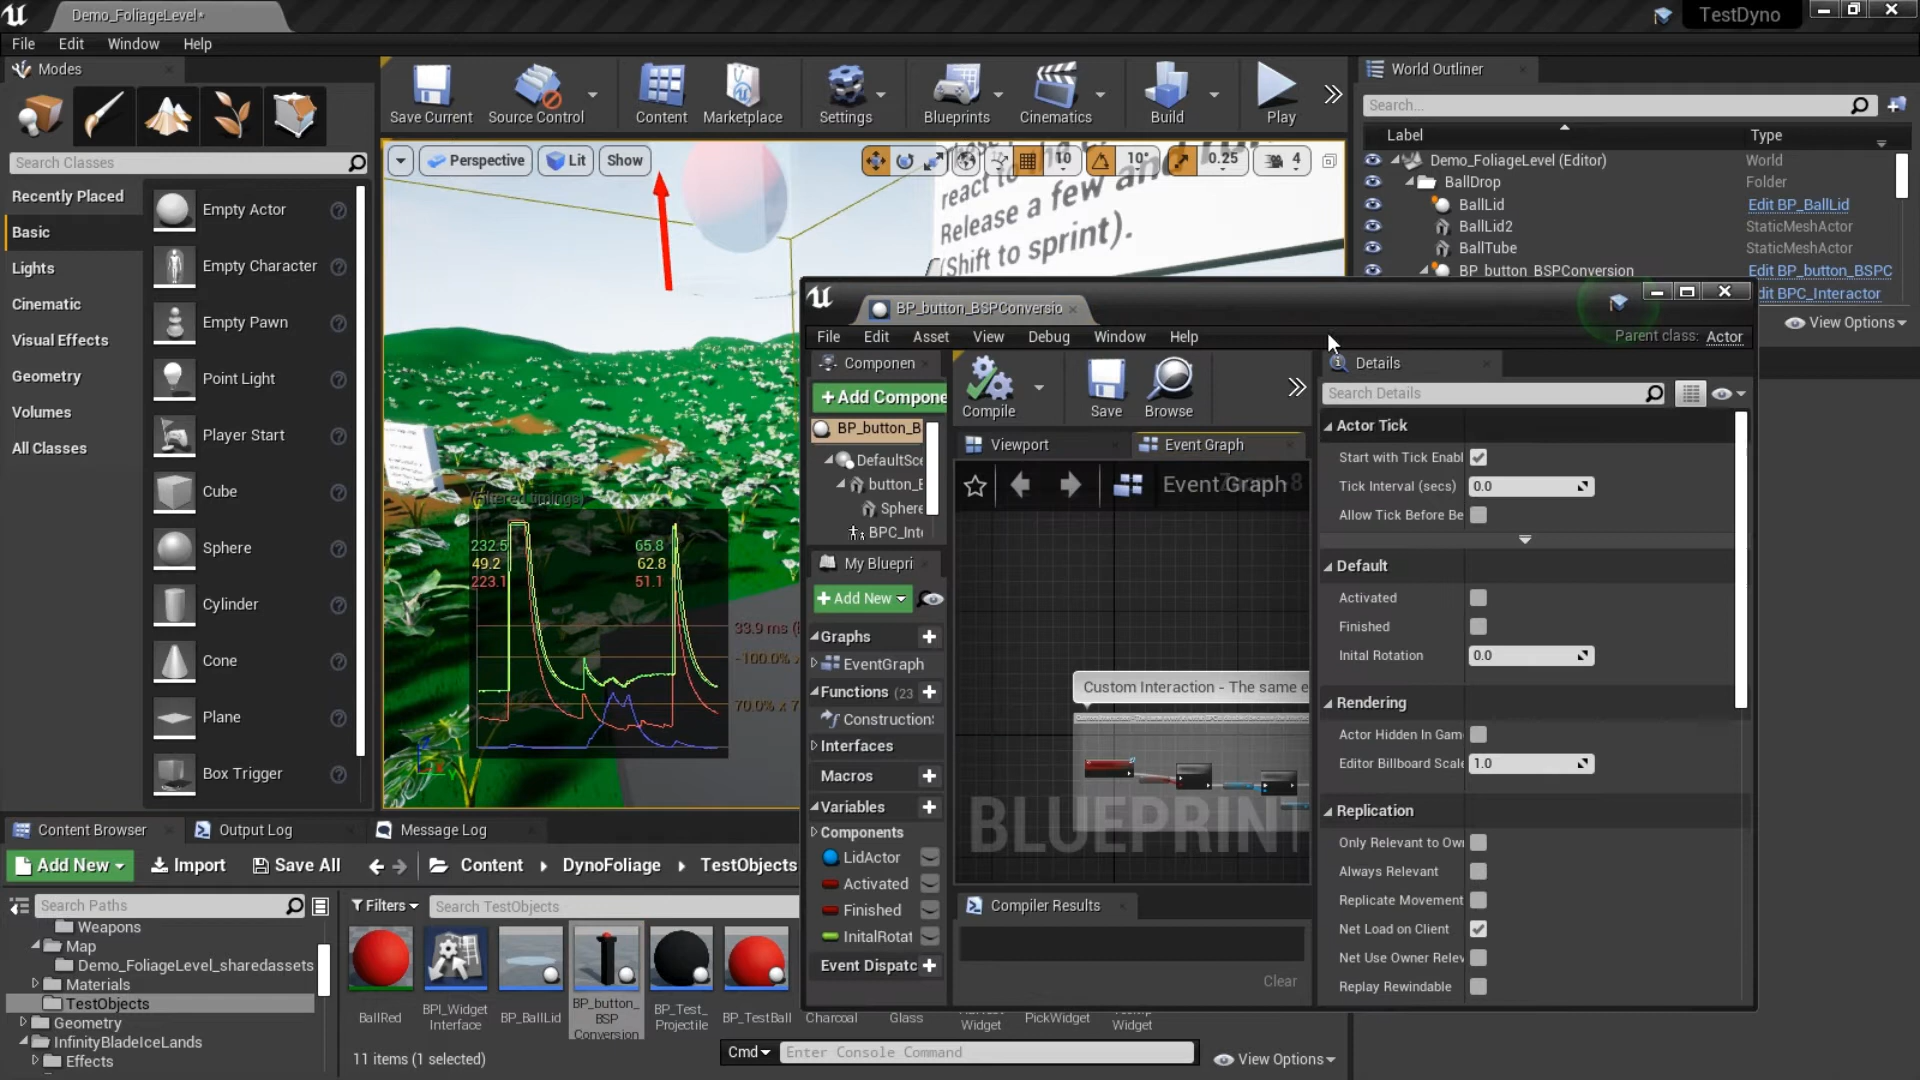 Demo_FoliageLevel*
TestDyno
File Edit Window Help
Modes
Search Classes
Recently Placed
Basic
Lights
Cinematic
Visual Effects
Geometry
Volumes
All Classes
Empty Actor
Empty Character
Empty Pawn
Point Light
Player Start
Cube
Sphere
Cylinder
Cone
Plane
Box Trigger
Save Current
Source Control
Content
Marketplace
Settings
Blueprints
Cinematics
Build
Play
Perspective
Lit
Show
10
10°
0.25
4
react to
Release a few and
(Shift to sprint).
(Filtered timings)
232.5
49.2
223.1
65.8
62.8
51.1
33.9 ms
100.0%
70.0% x 7
World Outliner
Search...
Label Type
Demo_FoliageLevel (Editor) World
BallDrop Folder
BallLid Edit BP_BallLid
BallLid2 StaticMeshActor
BallTube StaticMeshActor
BP_button_BSPConversion Edit BP_button_BSPC
dit BPC_Interactor
View Options
BP_button_BSPConversio
File Edit Asset View Debug Window Help
Parent class: Actor
Componen
+Add Compone
BP_button_B
DefaultSce
button_E
Sphere
BPC_Inte
Compile
Save
Browse
Viewport
Event Graph
Event Graph
Custom Interaction - The same e
BLUEPRINT
My Bluepri
Add New
Graphs
EventGraph
Functions (23
Construction
Interfaces
Macros
Variables
Components
LidActor
Activated
Finished
InitalRotat
Event Dispatc
Compiler Results
Clear
Details
Search Details
Actor Tick
Start with Tick Enabl
Tick Interval (secs) 0.0
Allow Tick Before Be
Default
Activated
Finished
Inital Rotation 0.0
Rendering
Actor Hidden In Gam
Editor Billboard Scale 1.0
Replication
Only Relevant to Ow
Always Relevant
Replicate Movement
Net Load on Client
Net Use Owner Relev
Replay Rewindable
Content Browser
Output Log
Message Log
Add New
Import
Save All
Content
DynoFoliage
TestObjects
Search Paths
Filters
Search TestObjects
Weapons
Map
Demo_FoliageLevel_sharedassets
Materials
TestObjects
Geometry
InfinityBladeIceLands
Effects
BallRed
BPI_Widget
Interface
BP_BallLid
BP_button_
BSP
Conversion
BP_Test_
Projectile
BP_TestBall
Charcoal
Glass
Widget
PickWidget
Widget
11 items (1 selected)
Cmd
Enter Console Command
View Options